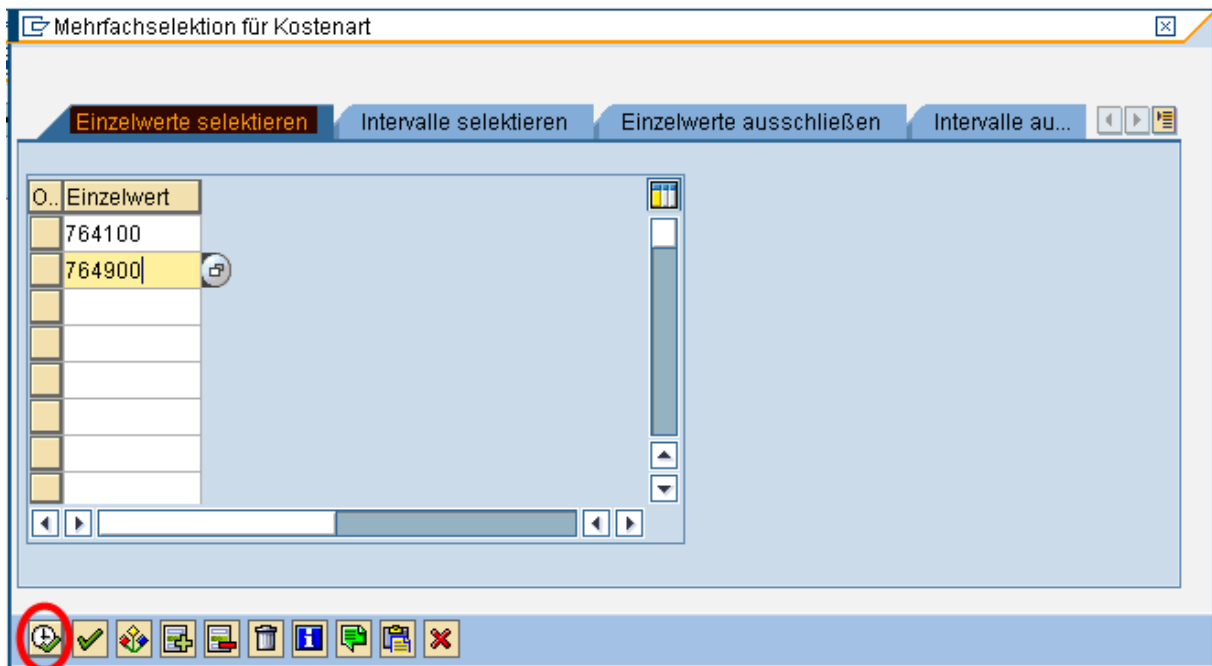 Mehrfachselektion für Kostenart
Einzelwerte selektieren
Intervalle selektieren
Einzelwerte ausschließen
Intervalle au...
O.. Einzelwert
764100
764900